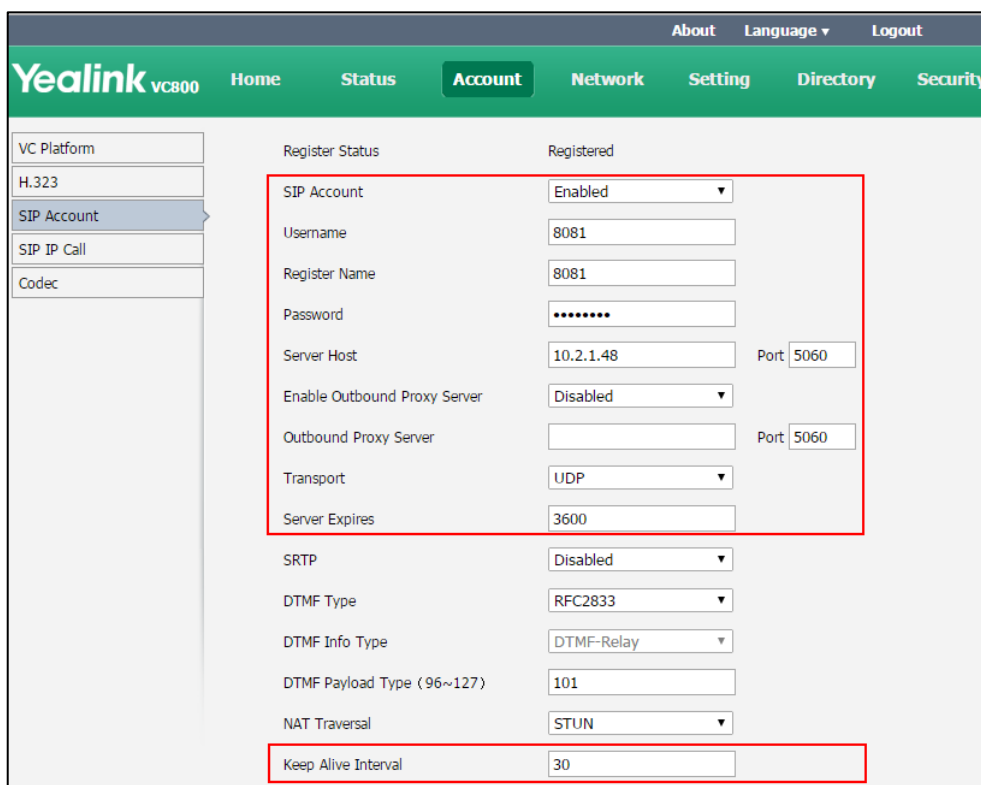 About Language ▾ Logout
Yealink VC800 Home Status Account Network Setting Directory Security
VC Platform
H.323
SIP Account
SIP IP Call
Codec
Register Status Registered
SIP Account Enabled
Username 8081
Register Name 8081
Password ••••••••
Server Host 10.2.1.48 Port 5060
Enable Outbound Proxy Server Disabled
Outbound Proxy Server Port 5060
Transport UDP
Server Expires 3600
SRTP Disabled
DTMF Type RFC2833
DTMF Info Type DTMF-Relay
DTMF Payload Type (96~127) 101
NAT Traversal STUN
Keep Alive Interval 30